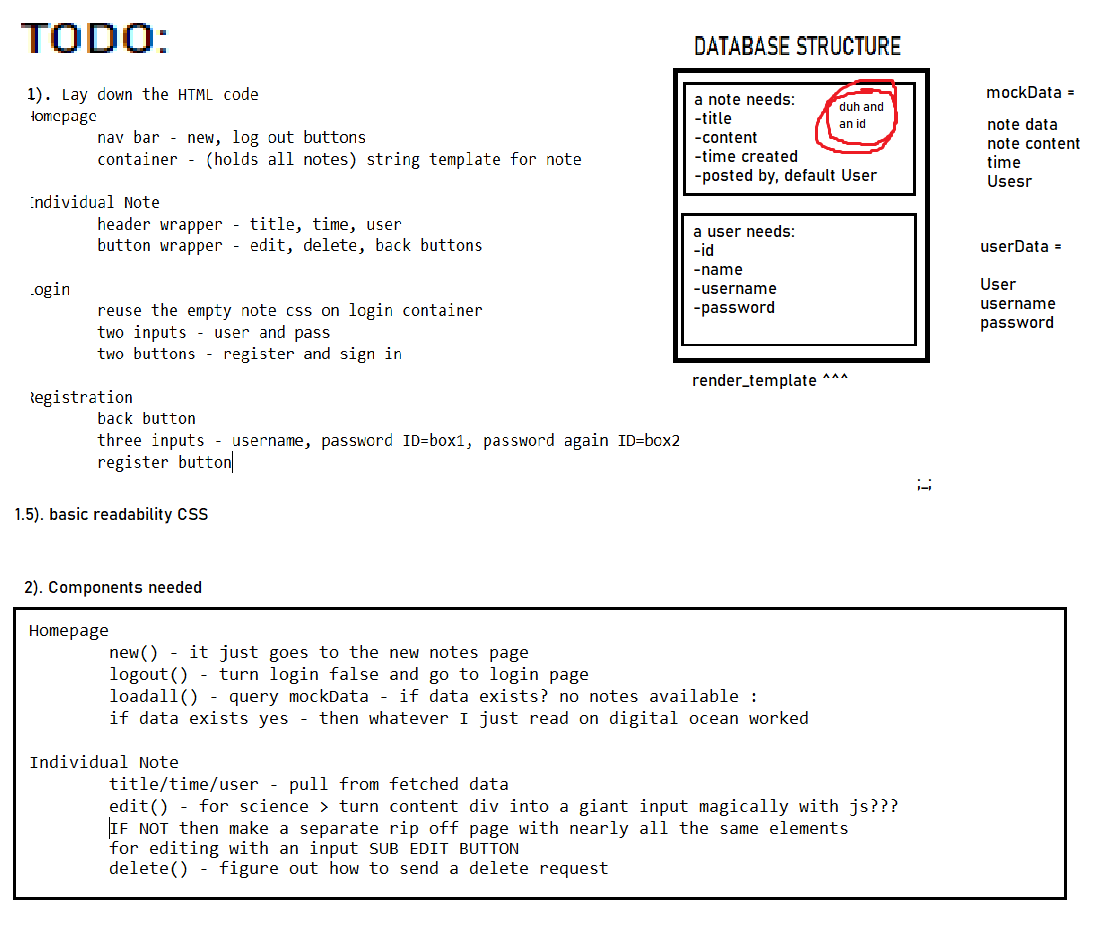 TODO:
1). Lay down the HTML code
Homepage
nav bar - new, log out buttons
container - (holds all notes) string template for note
Individual Note
header wrapper - title, time, user
button wrapper - edit, delete, back buttons
Login
reuse the empty note css on login container
two inputs - user and pass
two buttons - register and sign in
Registration
back button
three inputs - username, password ID=box1, password again ID=box2
register button
1.5). basic readability CSS
DATABASE STRUCTURE
a note needs:
-title
-content
-time created
-posted by, default User
duh and
an id
a user needs:
-id
-name
-username
-password
render_template ^^^
mockData =
note data
note content
time
Usesr
userData =
User
username
password
;_;
2). Components needed
Homepage
new() - it just goes to the new notes page
logout() - turn login false and go to login page
loadall() - query mockData - if data exists? no notes available :
if data exists yes - then whatever I just read on digital ocean worked
Individual Note
title/time/user - pull from fetched data
edit() - for science > turn content div into a giant input magically with js???
IF NOT then make a separate rip off page with nearly all the same elements
for editing with an input SUB EDIT BUTTON
delete() - figure out how to send a delete request